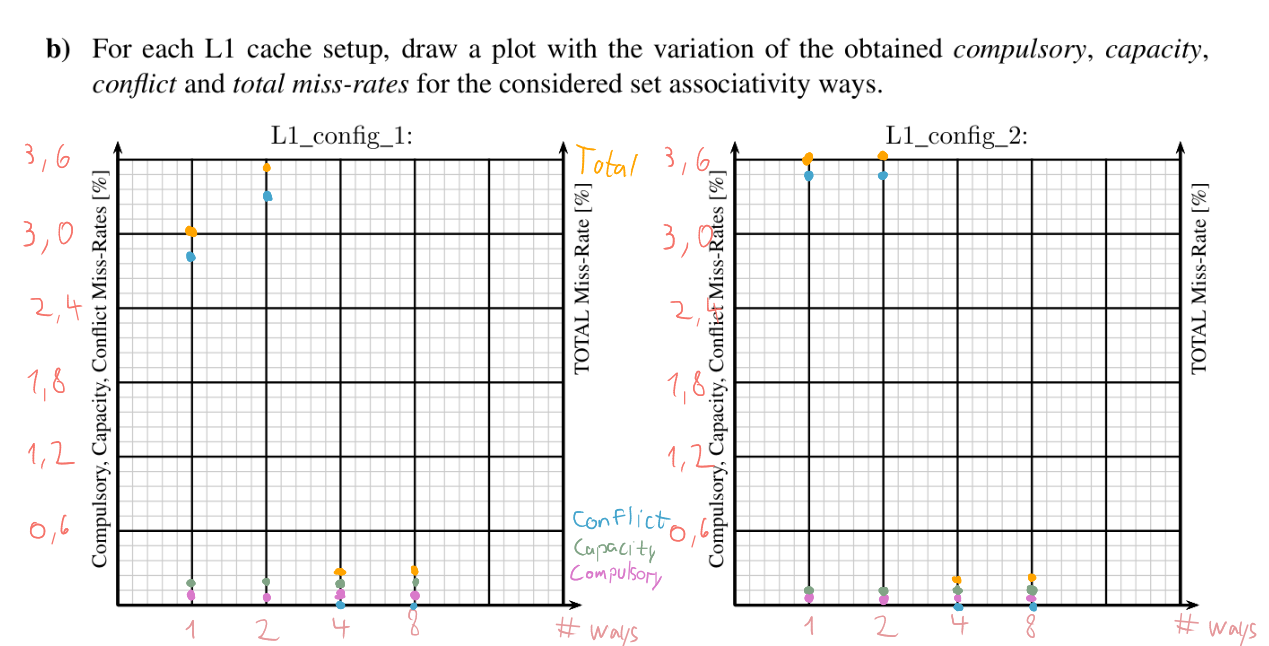 b) For each L1 cache setup, draw a plot with the variation of the obtained compulsory, capacity,
conflict and total miss-rates for the considered set associativity ways.
L1_config_1:
3,6
3,0
2,4
1,8
1,2
0,6
Compulsory, Capacity, Conflict Miss-Rates [%]
Total
TOTAL Miss-Rate [%]
Conflict
Capacity
Compulsory
1 2 4 8 # ways
L1_config_2:
3,6
3,0
2,4
1,8
1,2
0,6
Compulsory, Capacity, Conflict Miss-Rates [%]
TOTAL Miss-Rate [%]
1 2 4 8 # ways